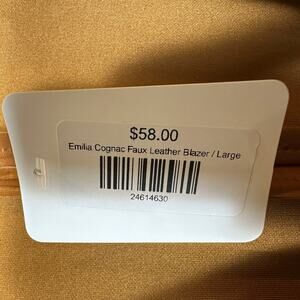 $58.00
Emilia Cognac Faux Leather Blazer / Large
24614630